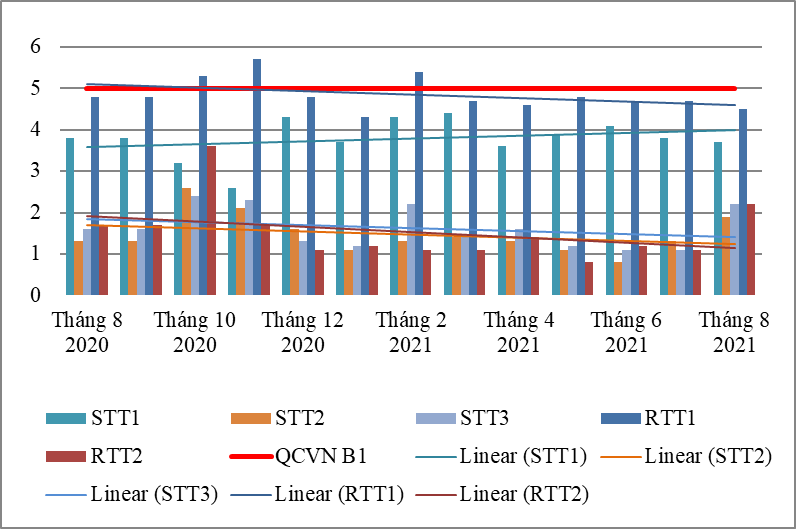 6
5
4
3
2
1
0
Tháng 8 Tháng 10 Tháng 12 Tháng 2 Tháng 4 Tháng 6 Tháng 8
2020 2020 2020 2021 2021 2021 2021
STT1 STT2 STT3 RTT1
RTT2 QCVN B1 Linear (STT1) Linear (STT2)
Linear (STT3) Linear (RTT1) Linear (RTT2)